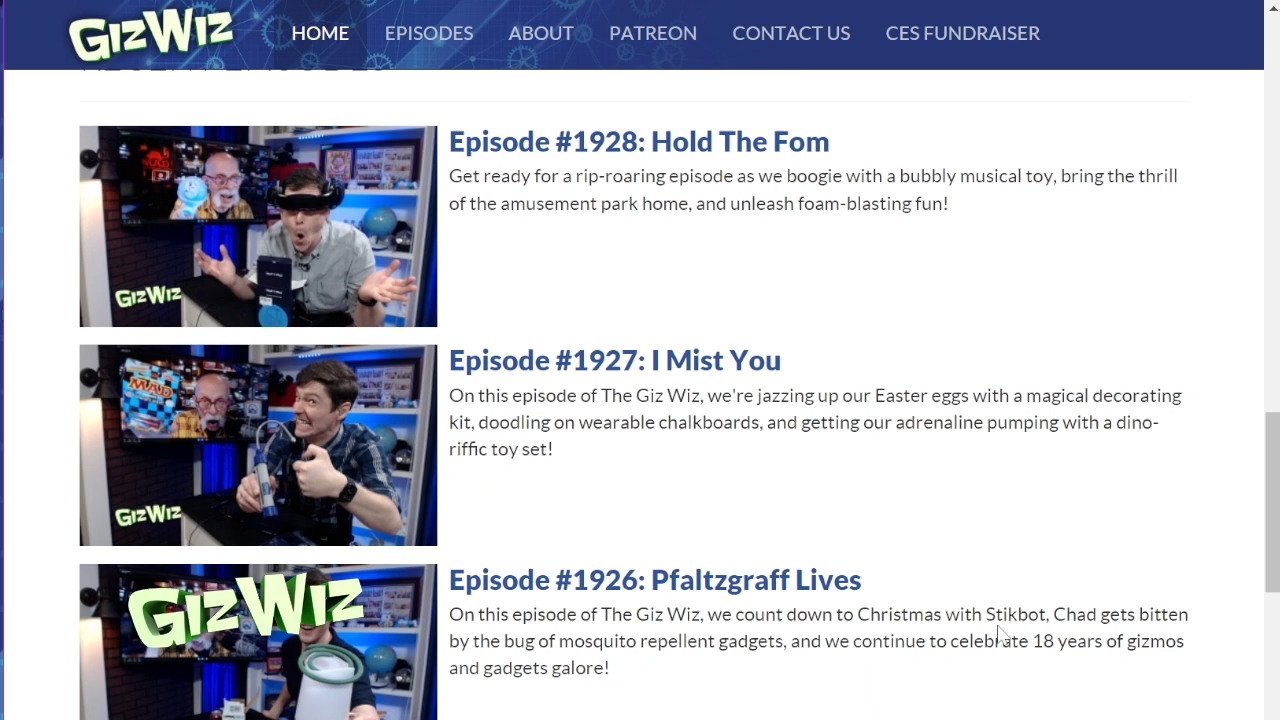 GIZWIZ
HOME
EPISODES
ABOUT
PATREON
CONTACT US
CES FUNDRAISER
Episode #1928: Hold The Fom
Get ready for a rip-roaring episode as we boogie with a bubbly musical toy, bring the thrill
of the amusement park home, and unleash foam-blasting fun!
MAD
GIZWIZ
Episode #1927: I Mist You
On this episode of The Giz Wiz, we're jazzing up our Easter eggs with a magical decorating
kit, doodling on wearable chalkboards, and getting our adrenaline pumping with a dino-
riffic toy set!
MAD
GIZWIZ
Episode #1926: Pfaltzgraff Lives
On this episode of The Giz Wiz, we count down to Christmas with Stikbot, Chad gets bitten
by the bug of mosquito repellent gadgets, and we continue to celebrate 18 years of gizmos
and gadgets galore!
GIZWIZ